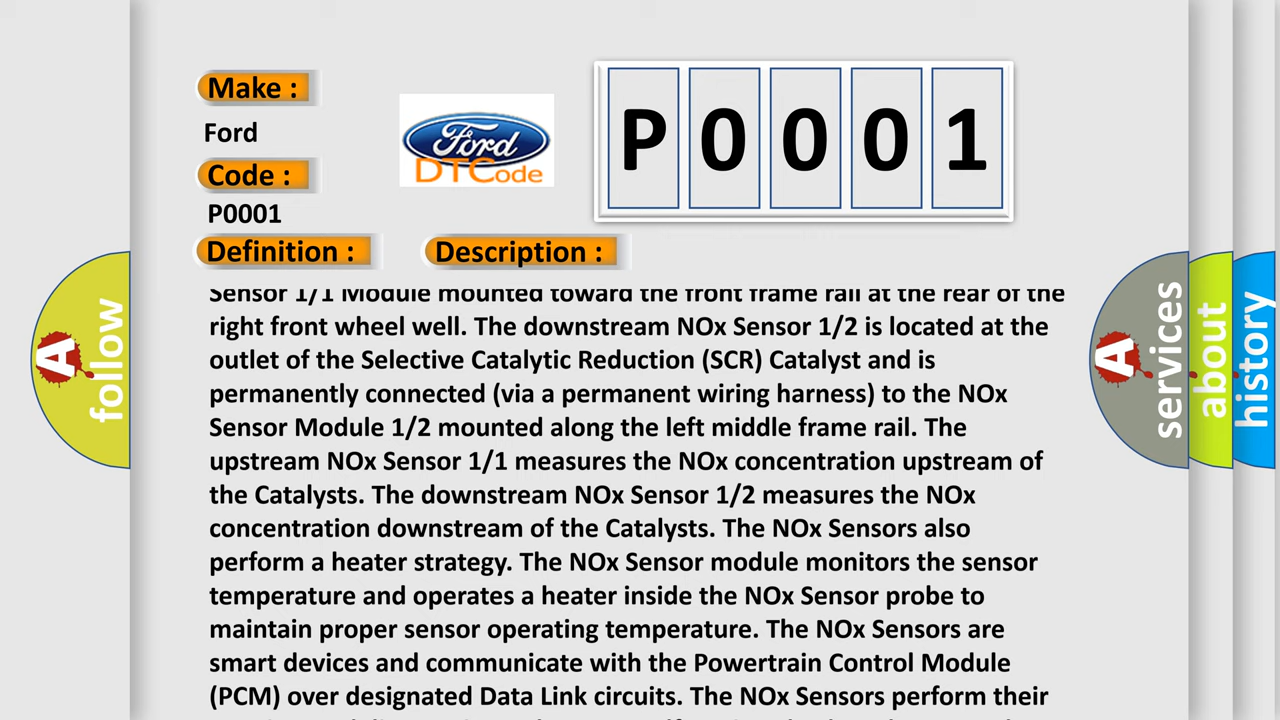 Make :
Ford
Code :
P0001
Ford
DTCode
P0001
Definition :
Description :
Sensor 1/1 Module mounted toward the front frame rail at the rear of the
right front wheel well. The downstream NOx Sensor 1/2 is located at the
outlet of the Selective Catalytic Reduction (SCR) Catalyst and is
permanently connected (via a permanent wiring harness) to the NOx
Sensor Module 1/2 mounted along the left middle frame rail. The
upstream NOx Sensor 1/1 measures the NOx concentration upstream of
the Catalysts. The downstream NOx Sensor 1/2 measures the NOx
concentration downstream of the Catalysts. The NOx Sensors also
perform a heater strategy. The NOx Sensor module monitors the sensor
temperature and operates a heater inside the NOx Sensor probe to
maintain proper sensor operating temperature. The NOx Sensors are
smart devices and communicate with the Powertrain Control Module
(PCM) over designated Data Link circuits. The NOx Sensors perform their
A
follow
A
services
about
history